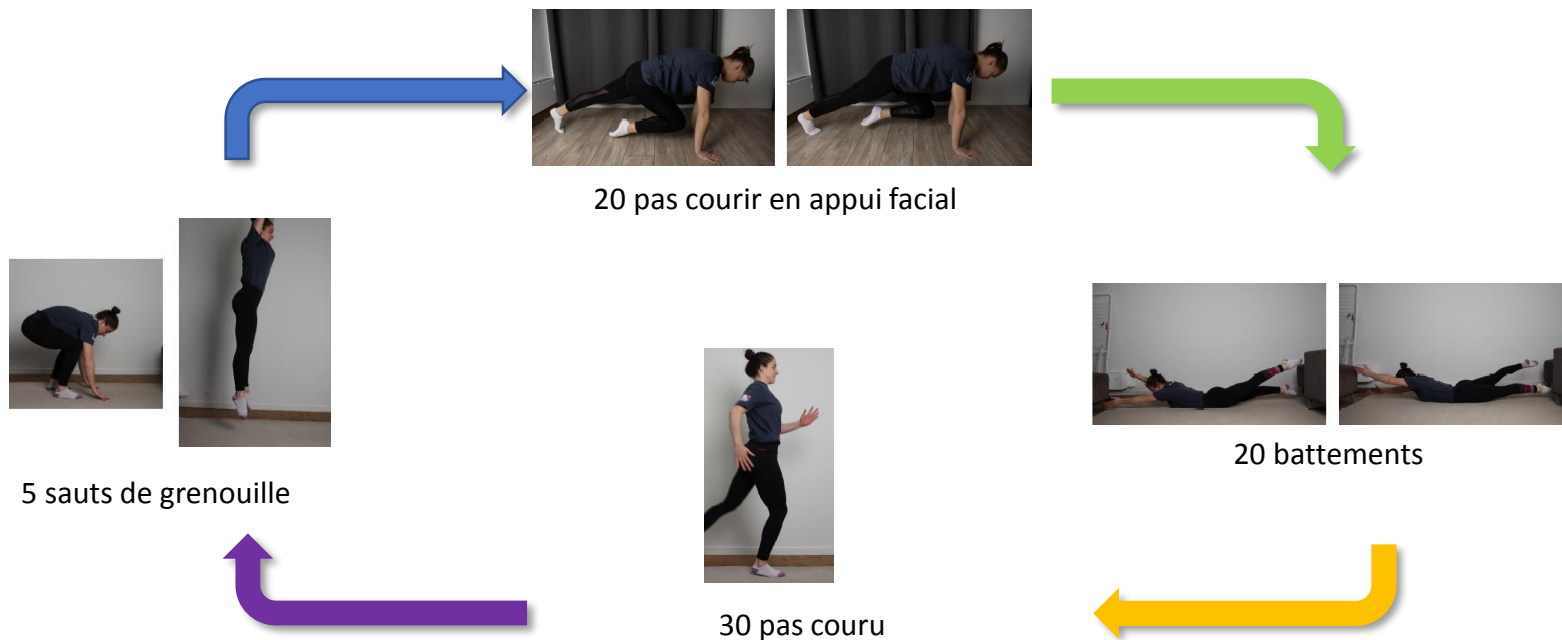 20 pas courir en appui facial
20 battements
30 pas couru
5 sauts de grenouille